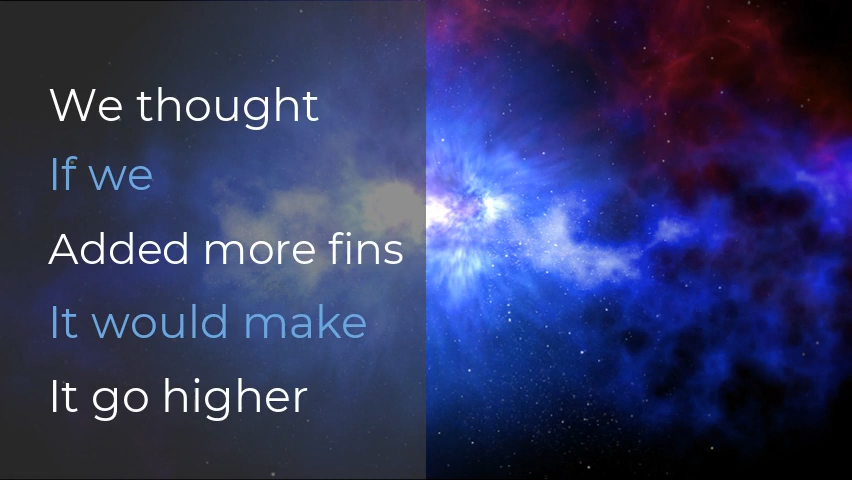 We thought
If we
Added more fins
It would make
It go higher